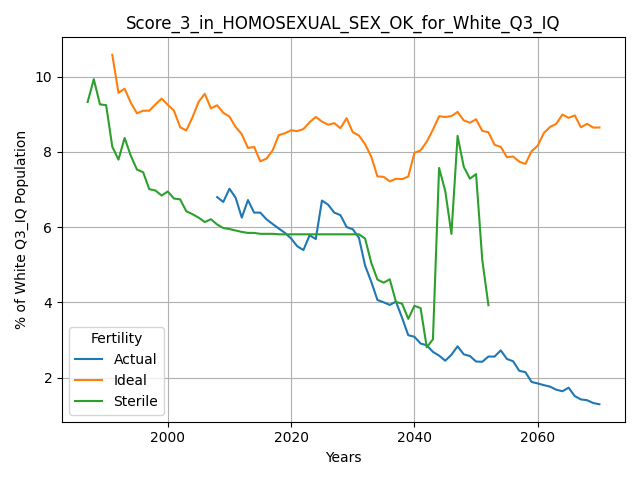 Score_3_in_HOMOSEXUAL_SEX_OK_for_White_Q3_IQ
% of White Q3_IQ Population
10
8
6
4
2
Fertility
Actual
Ideal
Sterile
2000
2020
2040
2060
Years